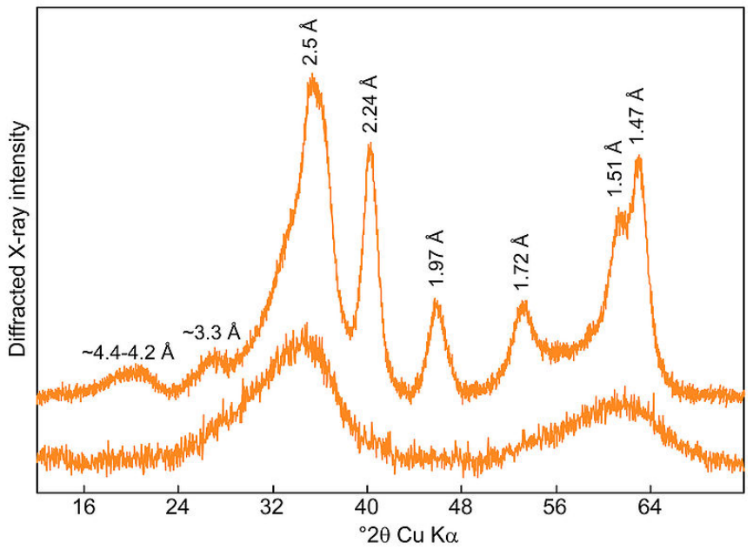 2.5 Å
2.24 Å
1.97 Å
1.72 Å
1.51 Å
1.47 Å
~4.4-4.2 Å
~3.3 Å
Diffracted X-ray intensity
16 24 32 40 48 56 64
°2θ Cu Kα